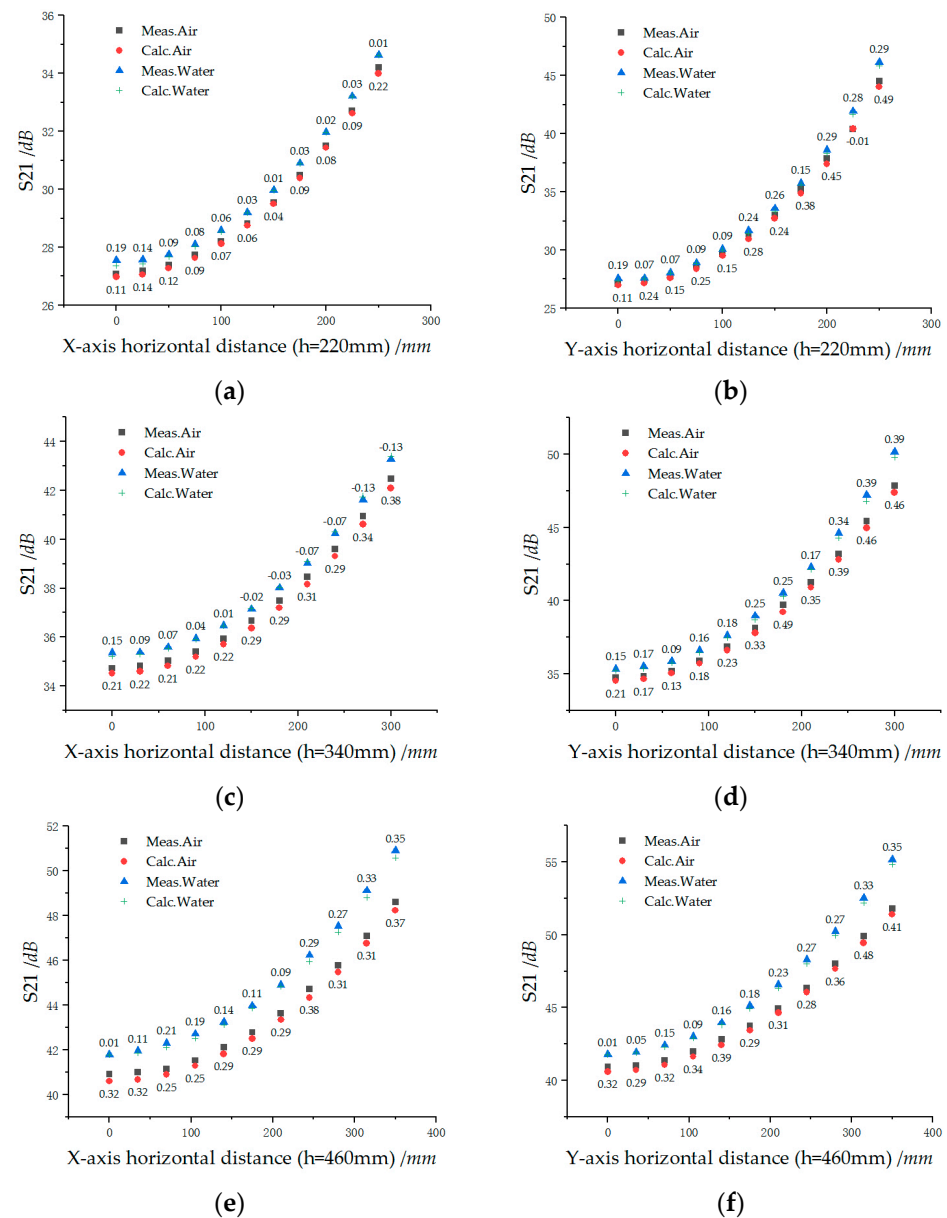 36
34
32
30
28
26
S21 /dB
Meas.Air
Calc.Air
Meas.Water
Calc.Water
0.19 0.14 0.09 0.08 0.06 0.03 0.01 0.03 0.02 0.03 0.01
0.11 0.14 0.12 0.09 0.07 0.06 0.04 0.09 0.08 0.09 0.22
0 100 200 300
X-axis horizontal distance (h=220mm) /mm
(a)
50
45
40
35
30
25
S21 /dB
Meas.Air
Calc.Air
Meas.Water
Calc.Water
0.19 0.07 0.07 0.09 0.09 0.24 0.26 0.15 0.29 0.28 0.29
0.11 0.24 0.15 0.25 0.15 0.28 0.24 0.38 0.45 -0.01 0.49
0 100 200 300
Y-axis horizontal distance (h=220mm) /mm
(b)
44
42
40
38
36
34
S21 /dB
Meas.Air
Calc.Air
Meas.Water
Calc.Water
0.15 0.09 0.07 0.04 0.01 -0.02 -0.03 -0.07 -0.07 -0.13 -0.13
0.21 0.22 0.21 0.22 0.22 0.29 0.29 0.31 0.29 0.34 0.38
0 100 200 300
X-axis horizontal distance (h=340mm) /mm
(c)
50
45
40
35
S21 /dB
Meas.Air
Calc.Air
Meas.Water
Calc.Water
0.15 0.17 0.09 0.16 0.18 0.25 0.25 0.17 0.34 0.39 0.39
0.21 0.17 0.13 0.18 0.23 0.33 0.49 0.35 0.39 0.46 0.46
0 100 200 300
Y-axis horizontal distance (h=340mm) /mm
(d)
52
50
48
46
44
42
40
S21 /dB
Meas.Air
Calc.Air
Meas.Water
Calc.Water
0.01 0.11 0.21 0.19 0.14 0.11 0.09 0.29 0.27 0.33 0.35
0.32 0.32 0.25 0.25 0.29 0.29 0.29 0.38 0.31 0.31 0.37
0 100 200 300 400
X-axis horizontal distance (h=460mm) /mm
(e)
55
50
45
40
S21 /dB
Meas.Air
Calc.Air
Meas.Water
Calc.Water
0.01 0.05 0.15 0.09 0.16 0.18 0.23 0.27 0.27 0.33 0.35
0.32 0.29 0.32 0.34 0.39 0.29 0.31 0.28 0.36 0.48 0.41
0 100 200 300 400
Y-axis horizontal distance (h=460mm) /mm
(f)